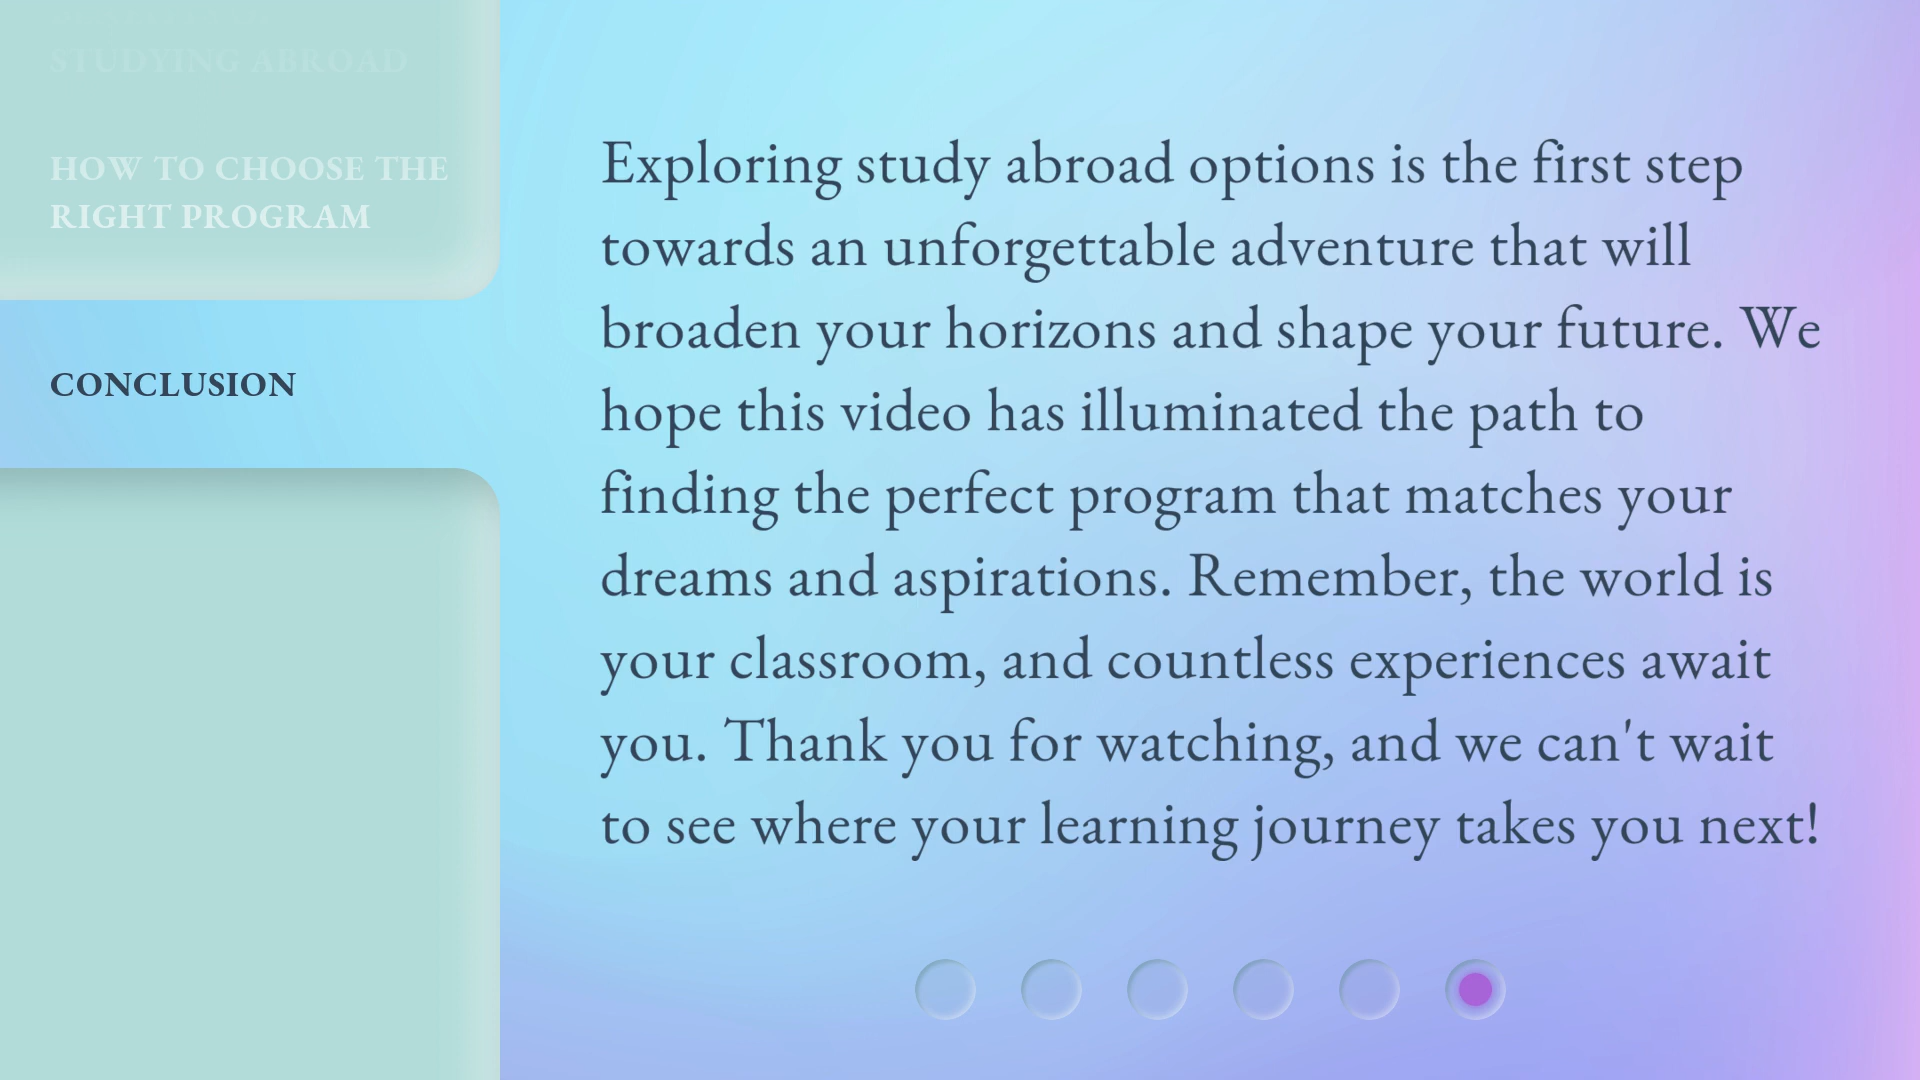 STUDYING ABROAD
HOW TO CHOOSE THE
RIGHT PROGRAM
CONCLUSION
Exploring study abroad options is the first step
towards an unforgettable adventure that will
broaden your horizons and shape your future. We
hope this video has illuminated the path to
finding the perfect program that matches your
dreams and aspirations. Remember, the world is
your classroom, and countless experiences await
you. Thank you for watching, and we can't wait
to see where your learning journey takes you next!